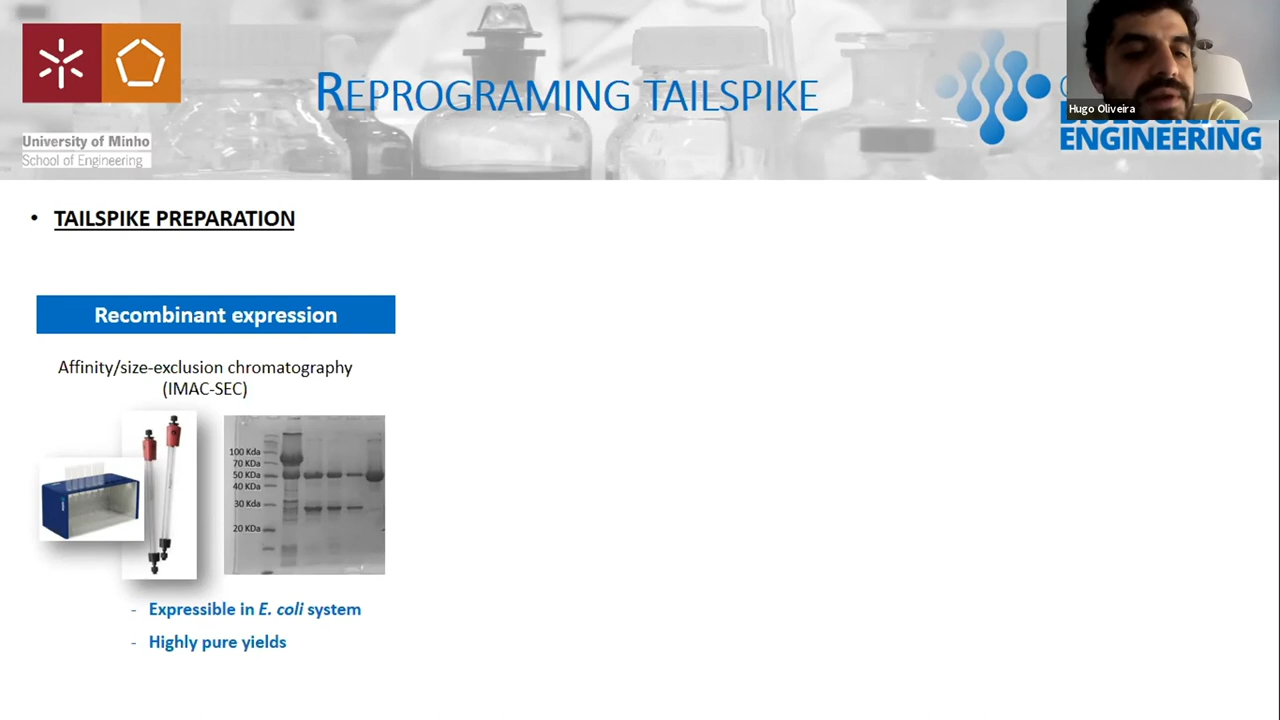 REPROGRAMING TAILSPIKE
Hugo Oliveira
ENGINEERING
University of Minho
School of Engineering
• TAILSPIKE PREPARATION
Recombinant expression
Affinity/size-exclusion chromatography
(IMAC-SEC)
100 Kda
70 KDa
50 KDa
40 KDa
30 Kda
20 KDa
- Expressible in E. coli system
- Highly pure yields